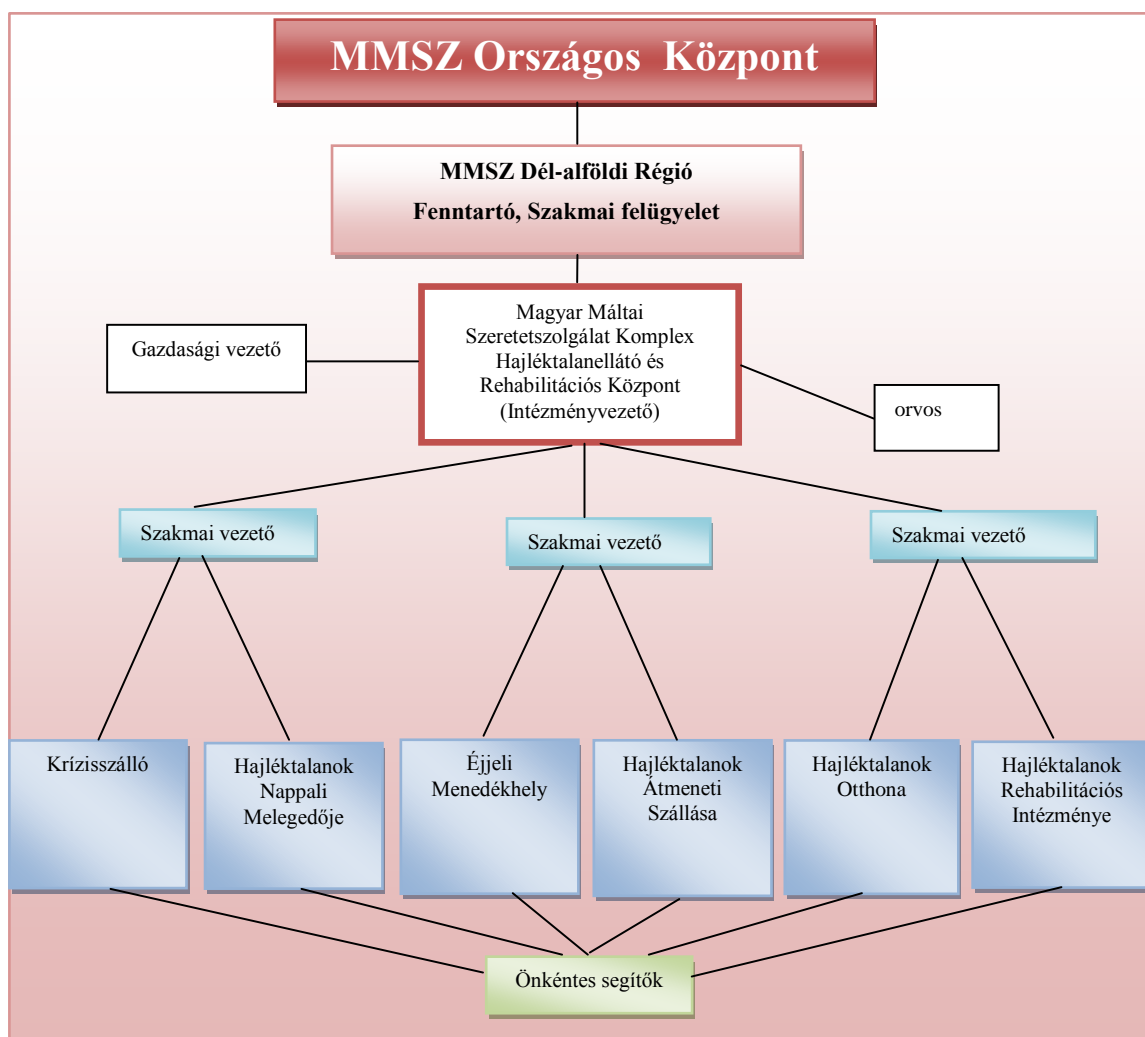 MMSZ Országos Központ
MMSZ Dél-alföldi Régió
Fenntartó, Szakmai felügyelet
Magyar Máltai
Szeretetszolgálat Komplex
Hajléktalanellátó és
Rehabilitációs Központ
(Intézményvezető)
Gazdasági vezető
orvos
Szakmai vezető
Szakmai vezető
Szakmai vezető
Krízisszálló
Hajléktalanok
Nappali
Melegedője
Éjjeli
Menedékhely
Hajléktalanok
Átmeneti
Szállása
Hajléktalanok
Otthona
Hajléktalanok
Rehabilitációs
Intézménye
Önkéntes segítők